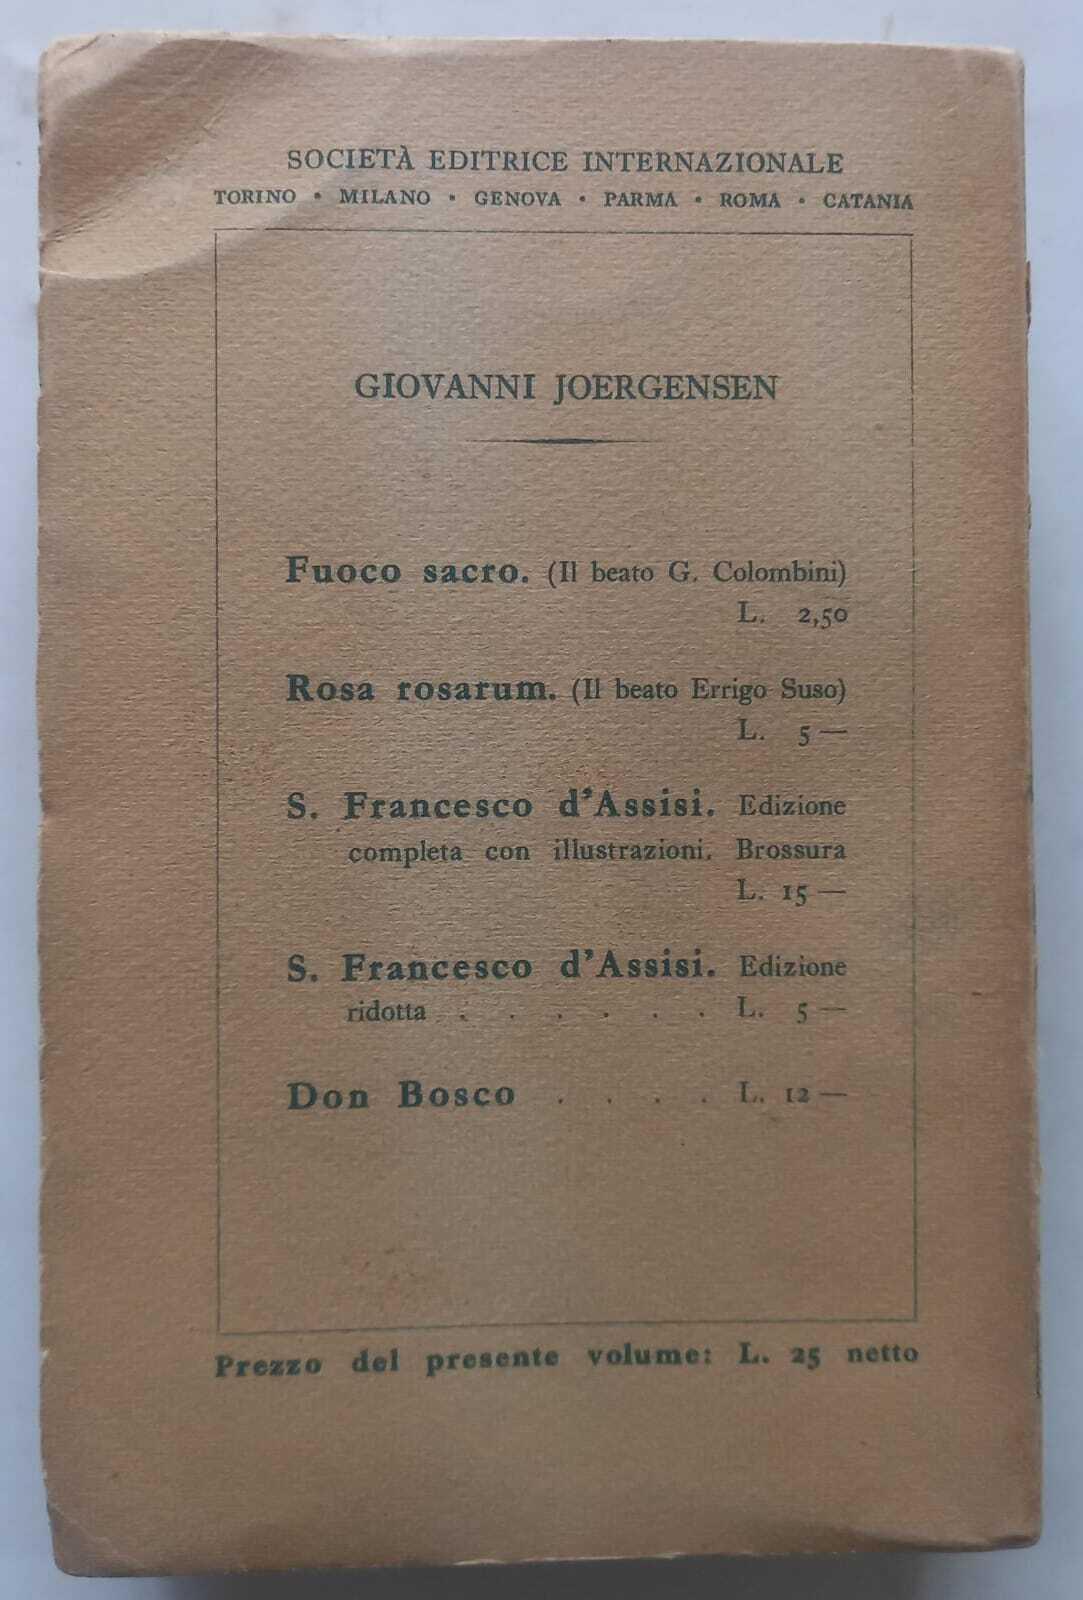 SOCIETÀ EDITRICE INTERNAZIONALE
TORINO • MILANO • GENOVA • PARMA • ROMA • CATANIA
GIOVANNI JOERGENSEN
Fuoco sacro. (Il beato G. Colombini)
L. 2,50
Rosa rosarum. (Il beato Errigo Suso)
L. 5 —
S. Francesco d'Assisi. Edizione
completa con illustrazioni. Brossura
L. 15 —
S. Francesco d'Assisi. Edizione
ridotta . . . . . . L. 5 —
Don Bosco . . . . L. 12 —
Prezzo del presente volume: L. 25 netto